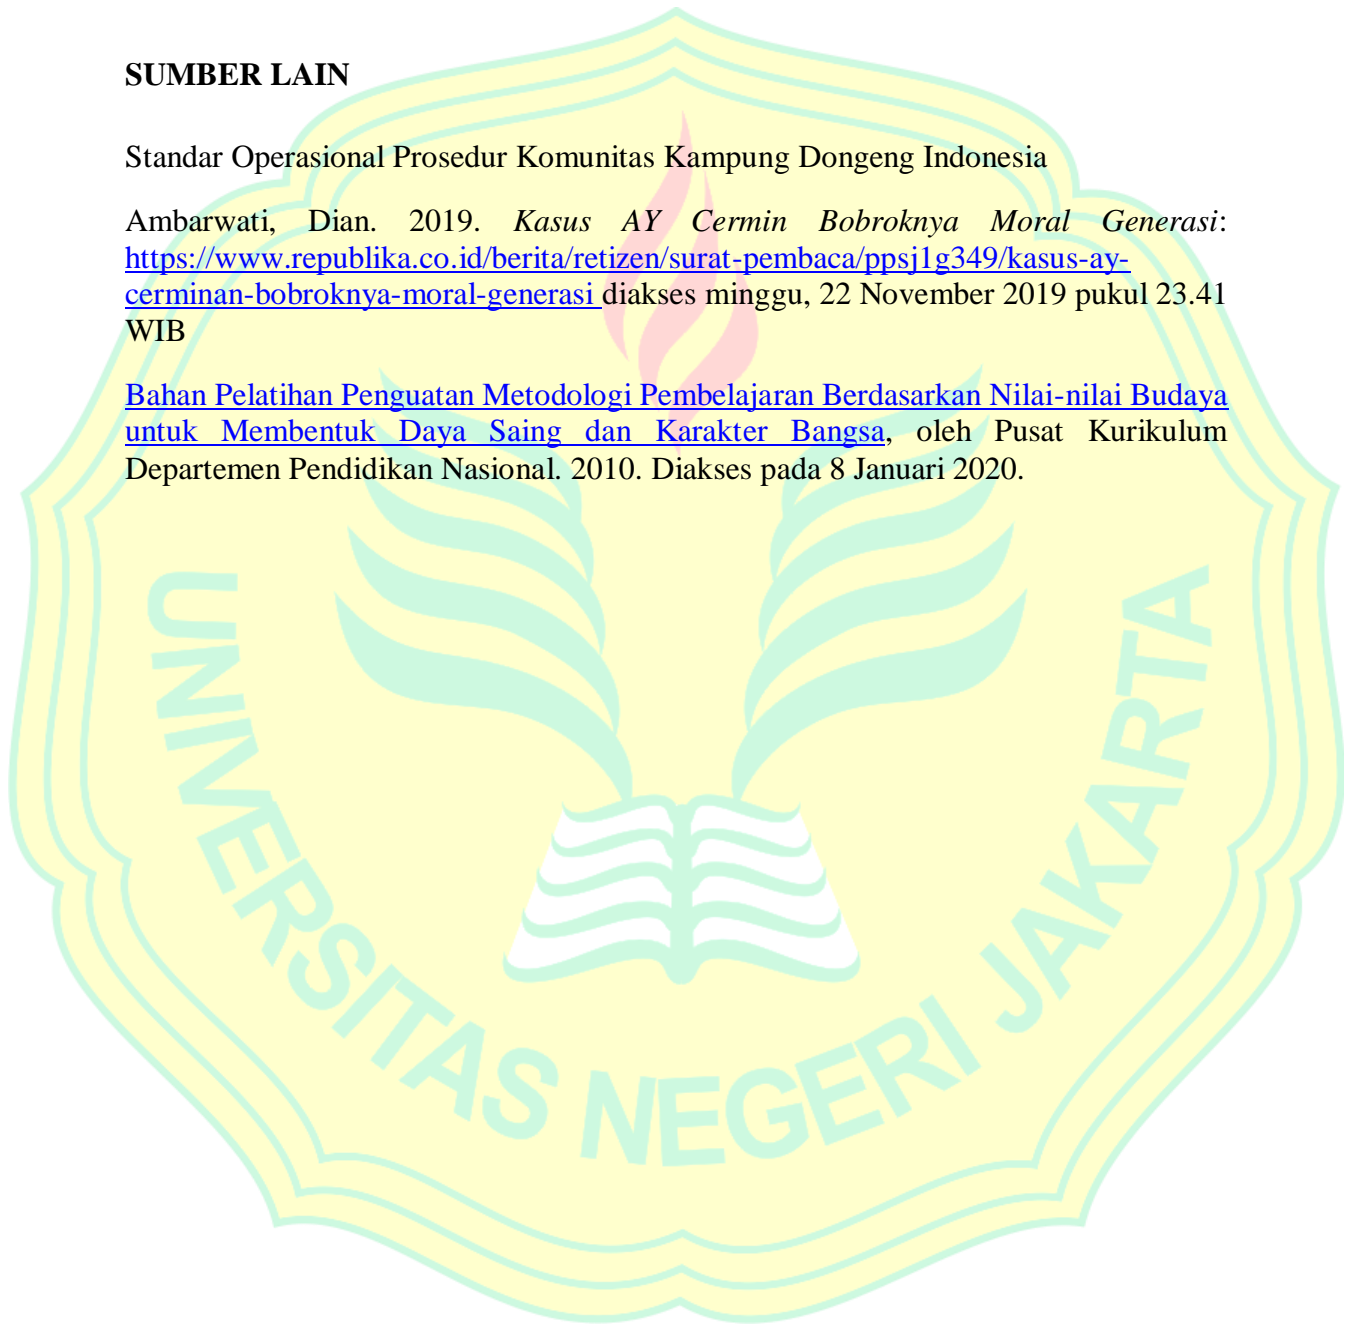 SUMBER LAIN
Standar Operasional Prosedur Komunitas Kampung Dongeng Indonesia
Ambarwati, Dian. 2019. Kasus AY Cermin Bobroknya Moral Generasi:
https://www.republika.co.id/berita/retizen/surat-pembaca/ppsj1g349/kasus-ay-
cerminan-bobroknya-moral-generasi diakses minggu, 22 November 2019 pukul 23.41
WIB
Bahan Pelatihan Penguatan Metodologi Pembelajaran Berdasarkan Nilai-nilai Budaya
untuk Membentuk Daya Saing dan Karakter Bangsa, oleh Pusat Kurikulum
Departemen Pendidikan Nasional. 2010. Diakses pada 8 Januari 2020.
UNIVERSITAS NEGERI JAKARTA